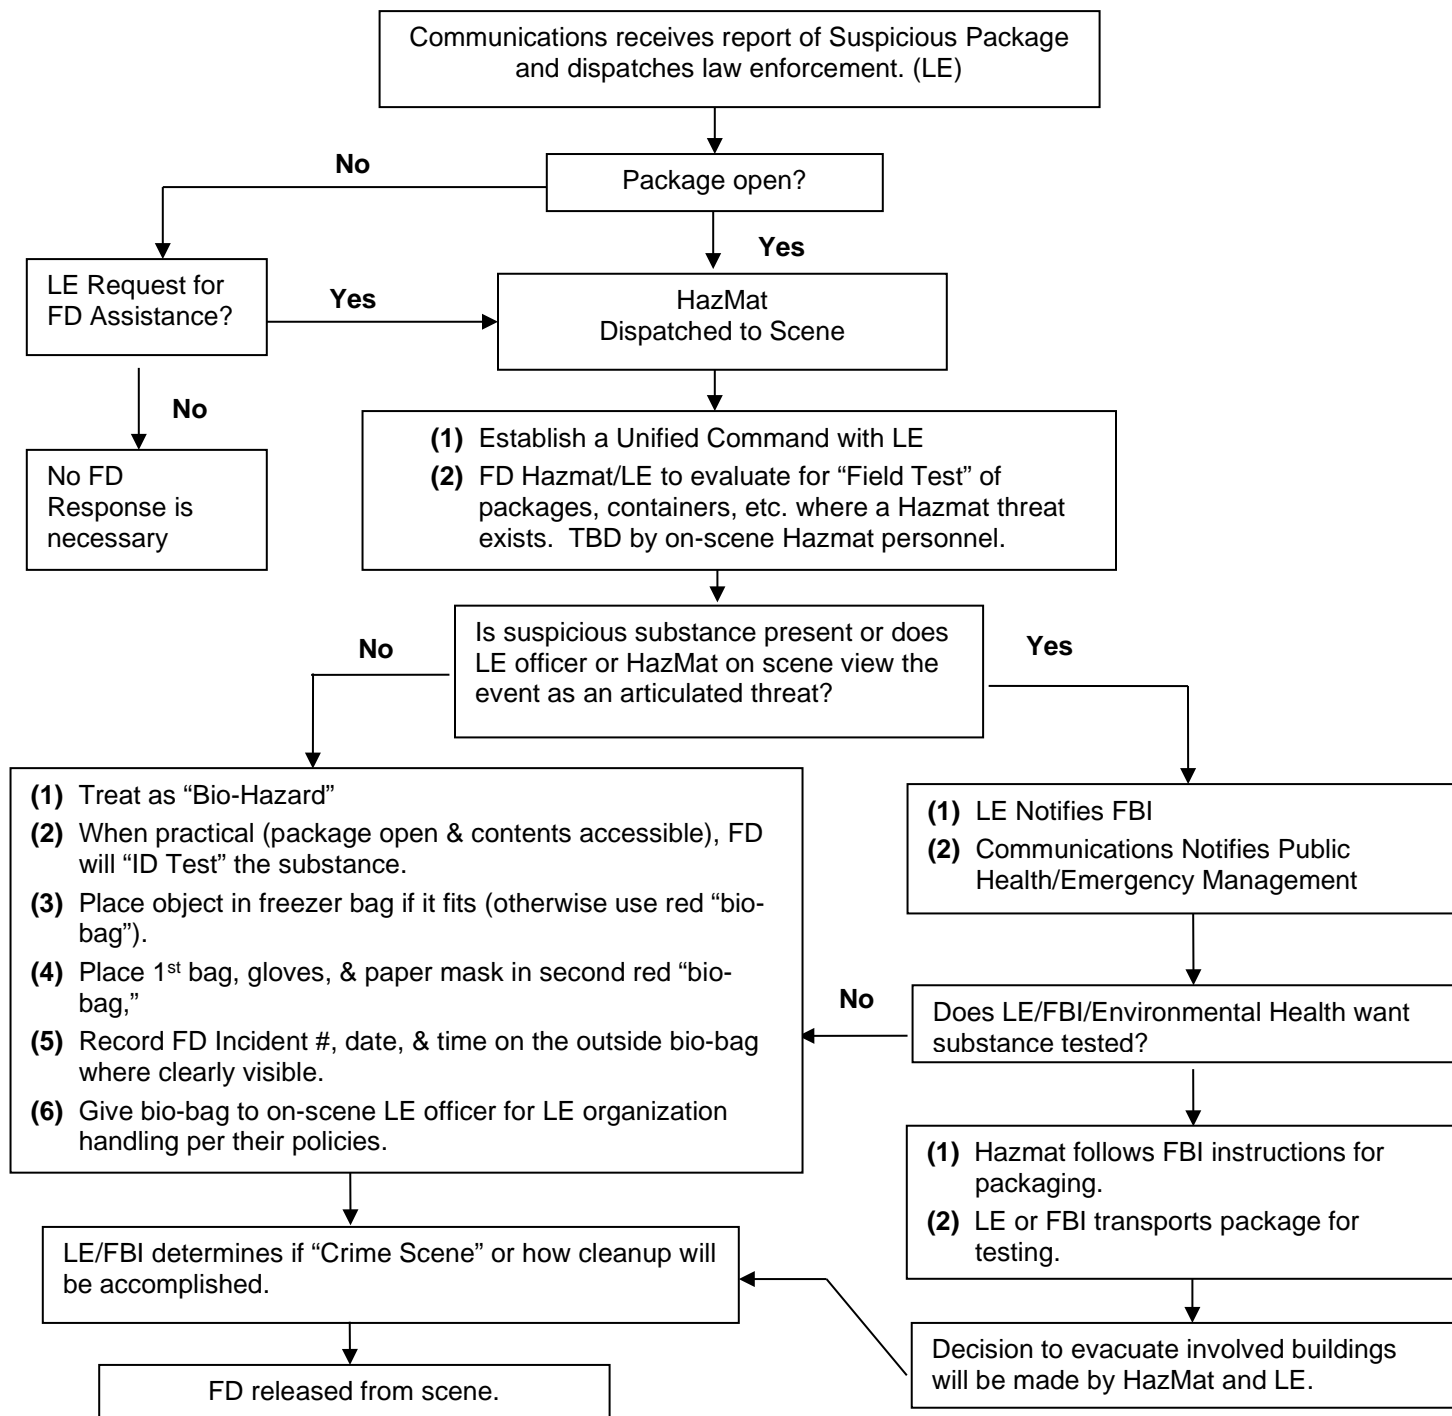 Communications receives report of Suspicious Package
and dispatches law enforcement. (LE)
No
Package open?
Yes
LE Request for
FD Assistance?
Yes
HazMat
Dispatched to Scene
No
No FD
Response is
necessary
(1) Establish a Unified Command with LE
(2) FD Hazmat/LE to evaluate for “Field Test” of
packages, containers, etc. where a Hazmat threat
exists.  TBD by on-scene Hazmat personnel.
No
Is suspicious substance present or does
LE officer or HazMat on scene view the
event as an articulated threat?
Yes
(1) Treat as “Bio-Hazard”
(2) When practical (package open & contents accessible), FD
will “ID Test” the substance.
(3) Place object in freezer bag if it fits (otherwise use red “bio-
bag”).
(4) Place 1st bag, gloves, & paper mask in second red “bio-
bag,”
(5) Record FD Incident #, date, & time on the outside bio-bag
where clearly visible.
(6) Give bio-bag to on-scene LE officer for LE organization
handling per their policies.
(1) LE Notifies FBI
(2) Communications Notifies Public
Health/Emergency Management
No
Does LE/FBI/Environmental Health want
substance tested?
(1) Hazmat follows FBI instructions for
packaging.
(2) LE or FBI transports package for
testing.
LE/FBI determines if “Crime Scene” or how cleanup will
be accomplished.
Decision to evacuate involved buildings
will be made by HazMat and LE.
FD released from scene.